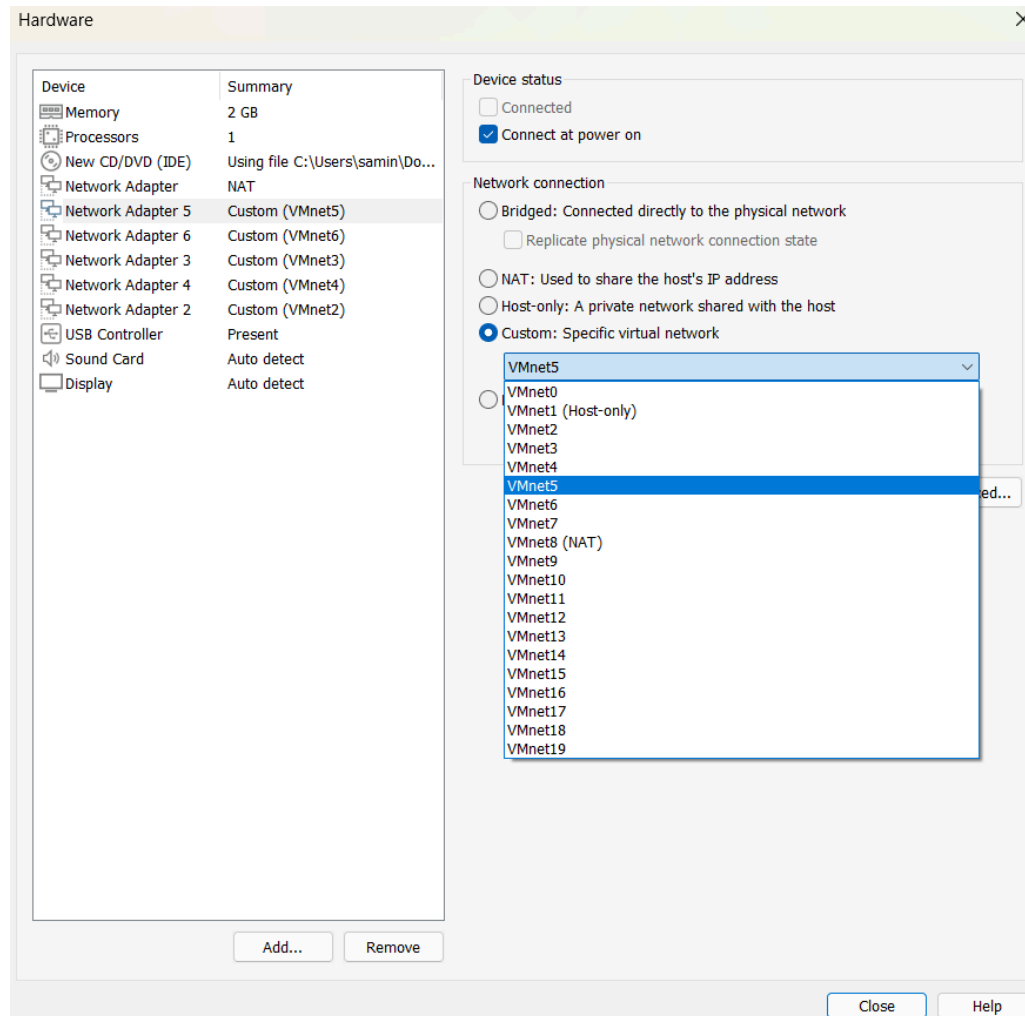 Hardware
Device Summary
Memory 2 GB
Processors 1
New CD/DVD (IDE) Using file C:\Users\samin\Do...
Network Adapter NAT
Network Adapter 5 Custom (VMnet5)
Network Adapter 6 Custom (VMnet6)
Network Adapter 3 Custom (VMnet3)
Network Adapter 4 Custom (VMnet4)
Network Adapter 2 Custom (VMnet2)
USB Controller Present
Sound Card Auto detect
Display Auto detect
Add... Remove
Device status
Connected
Connect at power on
Network connection
Bridged: Connected directly to the physical network
Replicate physical network connection state
NAT: Used to share the host's IP address
Host-only: A private network shared with the host
Custom: Specific virtual network
VMnet5
VMnet0
VMnet1 (Host-only)
VMnet2
VMnet3
VMnet4
VMnet5
VMnet6
VMnet7
VMnet8 (NAT)
VMnet9
VMnet10
VMnet11
VMnet12
VMnet13
VMnet14
VMnet15
VMnet16
VMnet17
VMnet18
VMnet19
Close Help